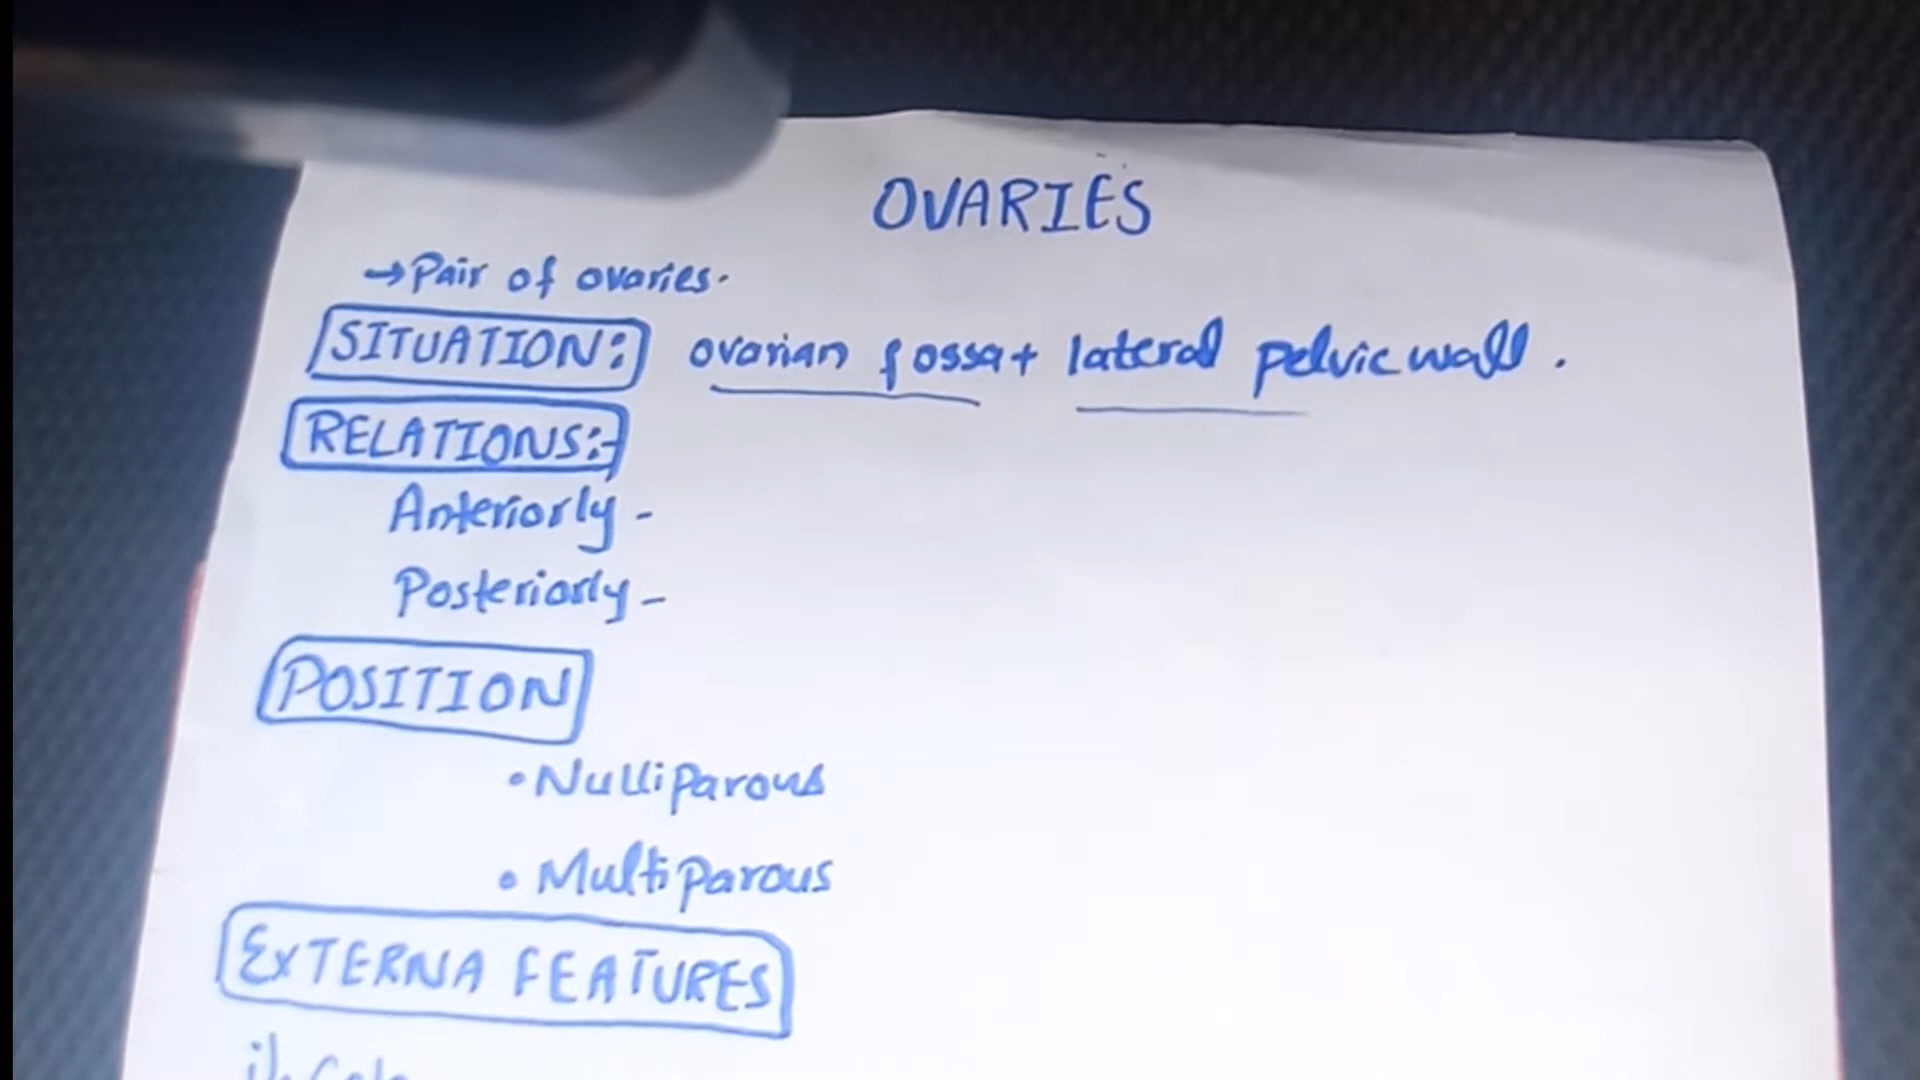 OVARIES
→Pair of ovaries.
SITUATION: ovarian fossa + lateral pelvic wall.
RELATIONS:-
Anteriorly -
Posteriorly -
POSITION
• Nulliparous
• Multiparous
EXTERNA FEATURES
i).